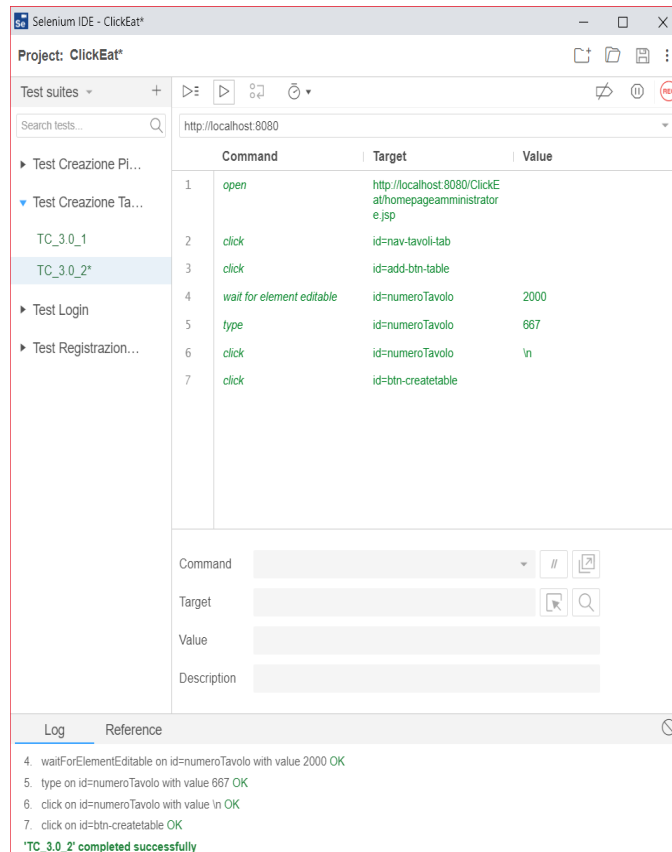 Selenium IDE - ClickEat*
Project: ClickEat*
Test suites
Search tests...
Test Creazione Pi...
Test Creazione Ta...
TC_3.0_1
TC_3.0_2*
Test Login
Test Registrazion...
REC
http://localhost:8080
Command Target Value
1 open http://localhost:8080/ClickE
at/homepageamministrator
e.jsp
2 click id=nav-tavoli-tab
3 click id=add-btn-table
4 wait for element editable id=numeroTavolo 2000
5 type id=numeroTavolo 667
6 click id=numeroTavolo \n
7 click id=btn-createtable
Command
//
Target
Value
Description
Log Reference
4. waitForElementEditable on id=numeroTavolo with value 2000 OK
5. type on id=numeroTavolo with value 667 OK
6. click on id=numeroTavolo with value \n OK
7. click on id=btn-createtable OK
'TC_3.0_2' completed successfully